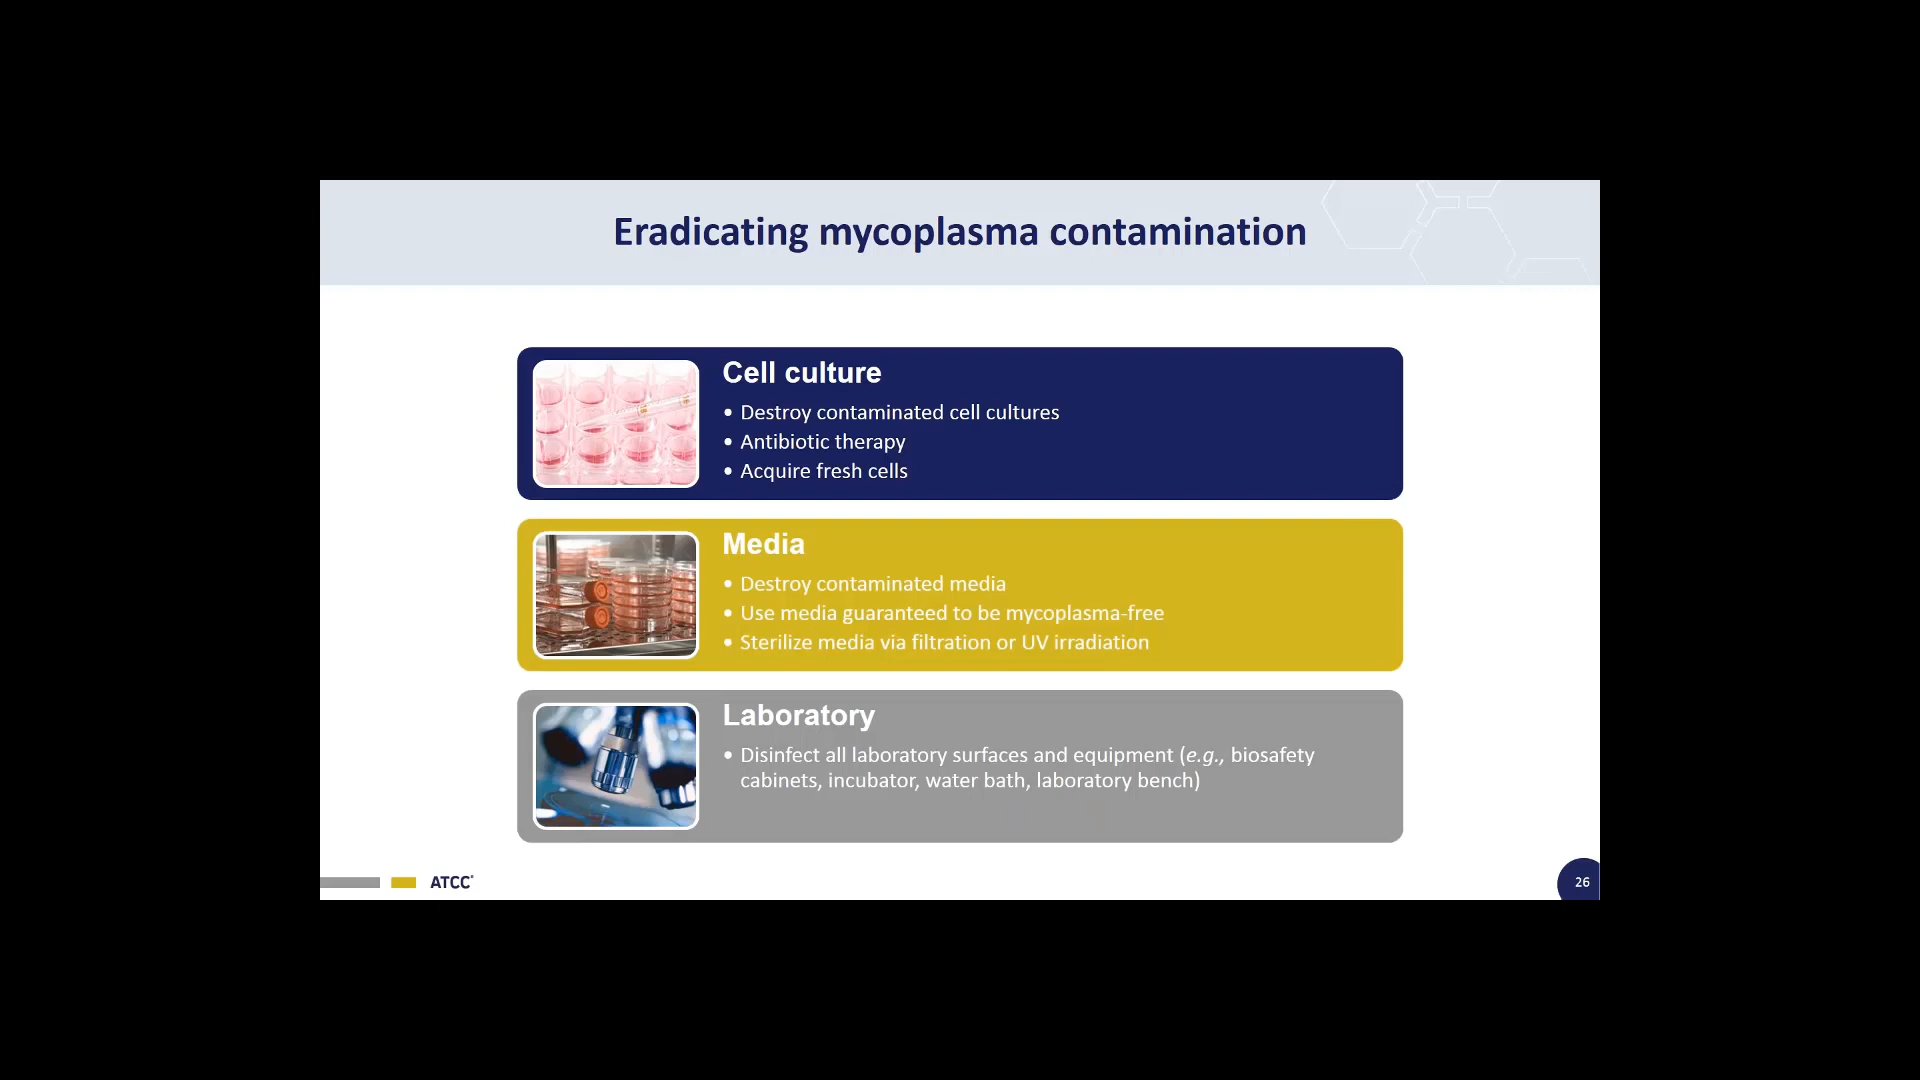 Eradicating mycoplasma contamination
Cell culture
• Destroy contaminated cell cultures
• Antibiotic therapy
• Acquire fresh cells
Media
• Destroy contaminated media
• Use media guaranteed to be mycoplasma-free
• Sterilize media via filtration or UV irradiation
Laboratory
• Disinfect all laboratory surfaces and equipment (e.g., biosafety
cabinets, incubator, water bath, laboratory bench)
ATCC®
26